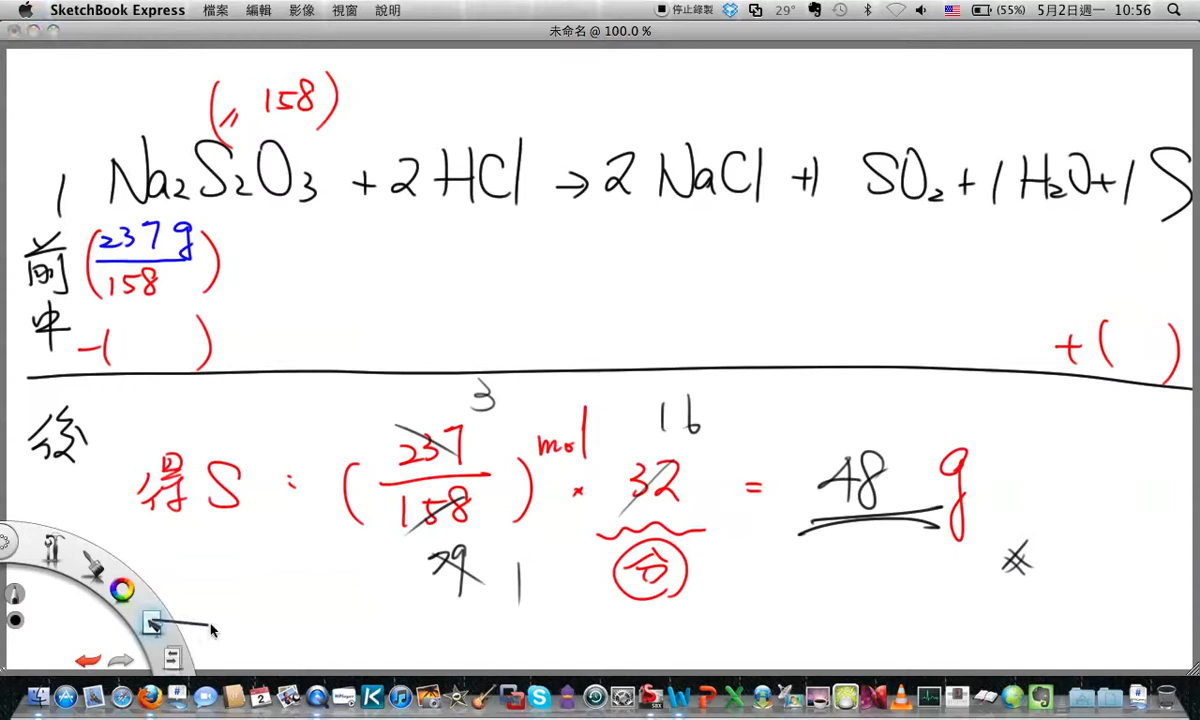 SketchBook Express 檔案 編輯 影像 視窗 說明 停止錄製 29° (55%) 5月2日週一 10:56
未命名 @ 100.0 %
( 〃 158)
1 Na₂S₂O₃ + 2 HCl → 2 NaCl + 1 SO₂ + 1 H₂O + 1 S
前 (237 g / 158)
中 -( ) +( )
後
3 16
得 S : (237 / 158) mol × 32 = 48 g
79 1 分